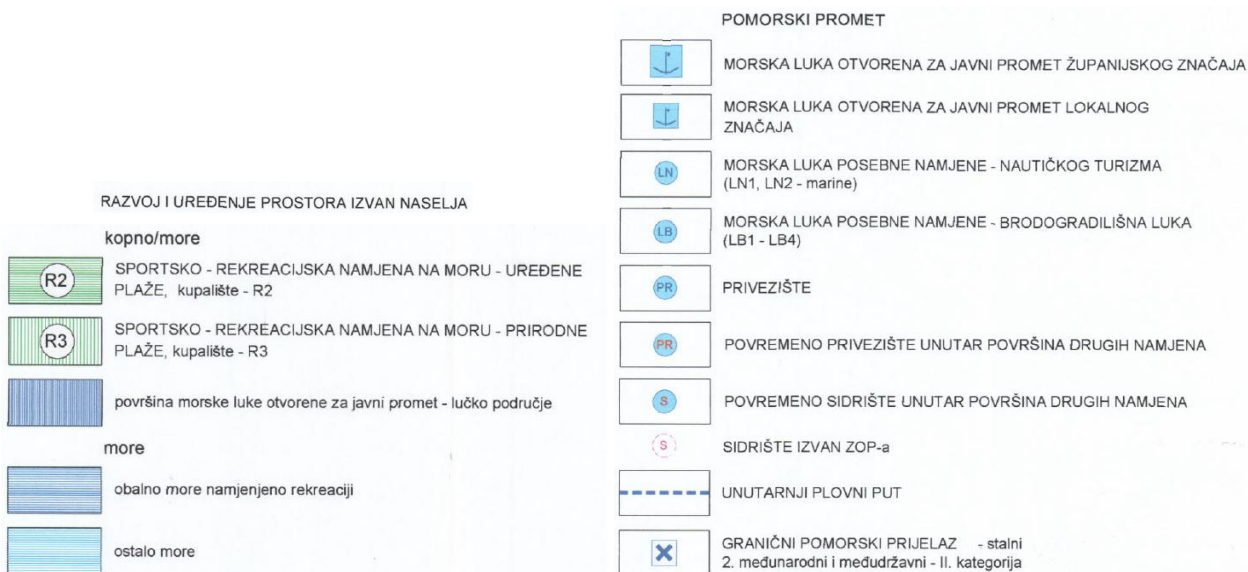 RAZVOJ I UREĐENJE PROSTORA IZVAN NASELJA
kopno/more
R2
SPORTSKO - REKREACIJSKA NAMJENA NA MORU - UREĐENE
PLAŽE, kupalište - R2
R3
SPORTSKO - REKREACIJSKA NAMJENA NA MORU - PRIRODNE
PLAŽE, kupalište - R3
površina morske luke otvorene za javni promet - lučko područje
more
obalno more namjenjeno rekreaciji
ostalo more
POMORSKI PROMET
MORSKA LUKA OTVORENA ZA JAVNI PROMET ŽUPANIJSKOG ZNAČAJA
MORSKA LUKA OTVORENA ZA JAVNI PROMET LOKALNOG
ZNAČAJA
LN
MORSKA LUKA POSEBNE NAMJENE - NAUTIČKOG TURIZMA
(LN1, LN2 - marine)
LB
MORSKA LUKA POSEBNE NAMJENE - BRODOGRADILIŠNA LUKA
(LB1 - LB4)
PR
PRIVEZIŠTE
PR
POVREMENO PRIVEZIŠTE UNUTAR POVRŠINA DRUGIH NAMJENA
S
POVREMENO SIDRIŠTE UNUTAR POVRŠINA DRUGIH NAMJENA
S
SIDRIŠTE IZVAN ZOP-a
UNUTARNJI PLOVNI PUT
GRANIČNI POMORSKI PRIJELAZ - stalni
2. međunarodni i međudržavni - II. kategorija